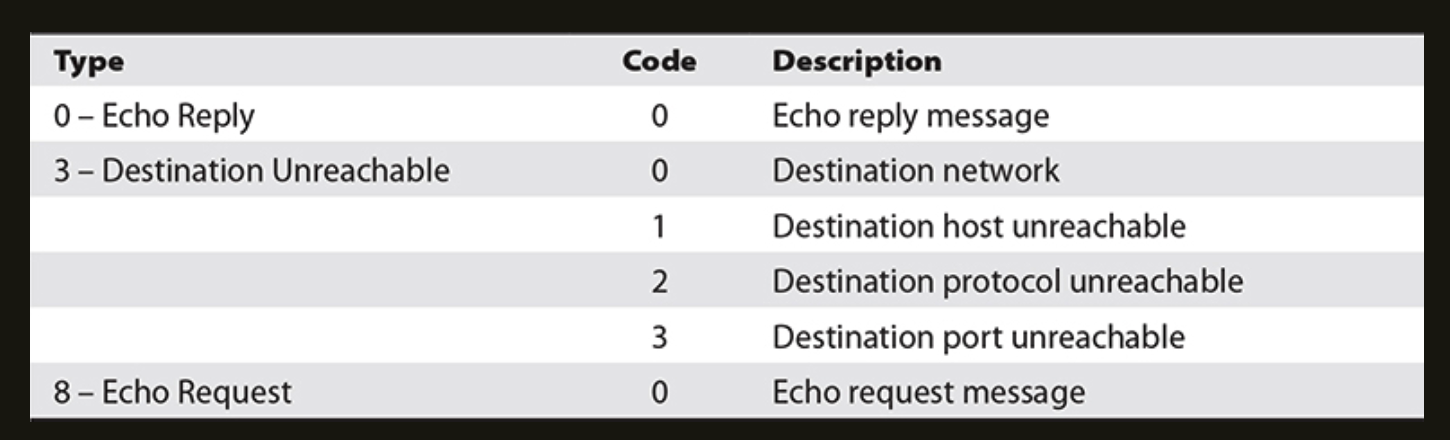 Type Code Description
0 – Echo Reply 0 Echo reply message
3 – Destination Unreachable 0 Destination network
1 Destination host unreachable
2 Destination protocol unreachable
3 Destination port unreachable
8 – Echo Request 0 Echo request message